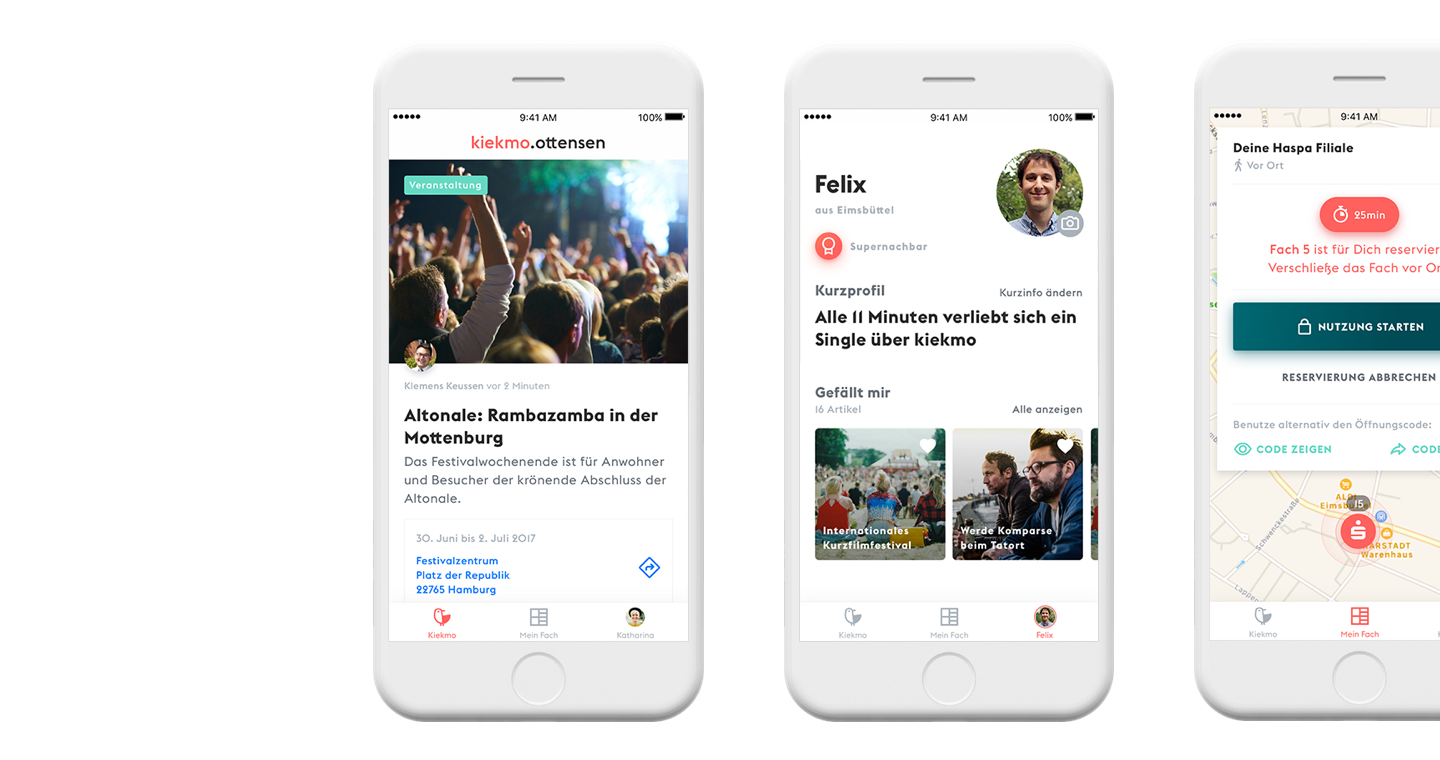 9:41 AM
100%
kiekmo.ottensen
Veranstaltung
Klemens Keussen vor 2 Minuten
Altonale: Rambazamba in der
Mottenburg
Das Festivalwochenende ist für Anwohner
und Besucher der krönende Abschluss der
Altonale.
30. Juni bis 2. Juli 2017
Festivalzentrum
Platz der Republik
22765 Hamburg
Kiekmo
Mein Fach
Katharina
9:41 AM
100%
Felix
aus Eimsbüttel
Supernachbar
Kurzprofil
Kurzinfo ändern
Alle 11 Minuten verliebt sich ein
Single über kiekmo
Gefällt mir
16 Artikel
Alle anzeigen
Internationales
Kurzfilmfestival
Werde Komparse
beim Tatort
Kiekmo
Mein Fach
Felix
9:41 AM
Deine Haspa Filiale
Vor Ort
25min
Fach 5 ist für Dich reservier
Verschließe das Fach vor Or
NUTZUNG STARTEN
RESERVIERUNG ABBRECHEN
Benutze alternativ den Öffnungscode:
CODE ZEIGEN
CODE
15
Schwenckestraße
Warenhaus
Kiekmo
Mein Fach